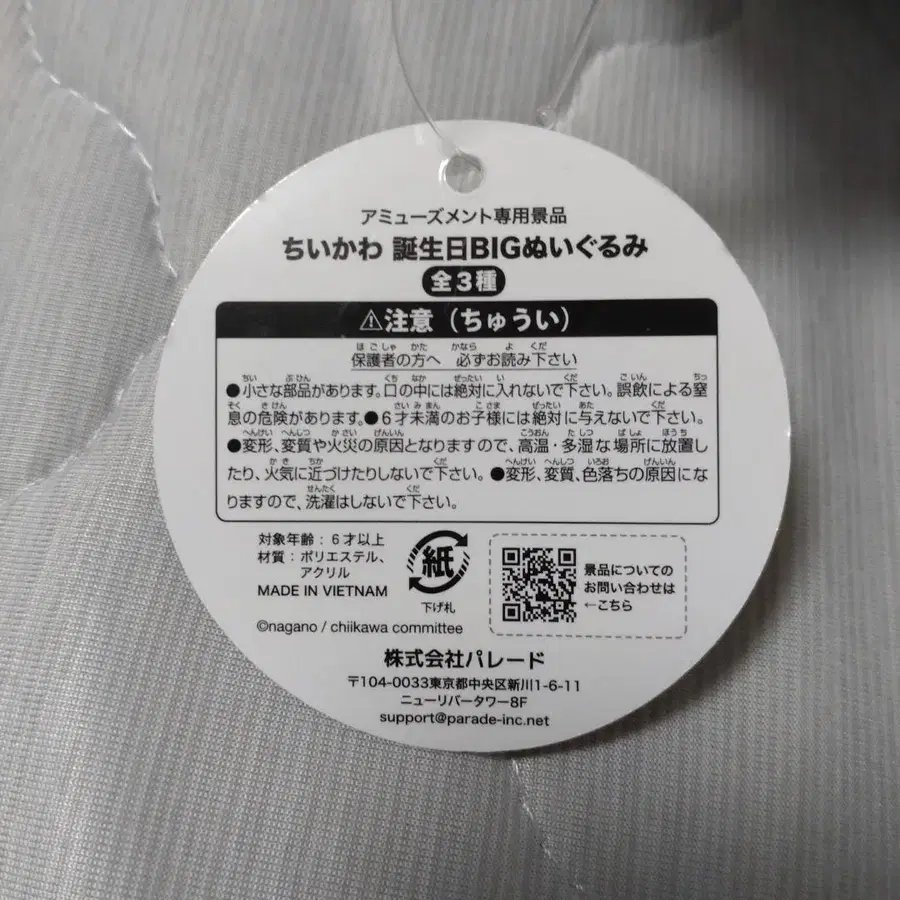 アミューズメント専用景品
ちいかわ 誕生日BIGぬいぐるみ
全3種
⚠注意（ちゅうい）
保護者の方へ 必ずお読み下さい
●小さな部品があります。口の中には絶対に入れないで下さい。誤飲による窒
息の危険があります。●6才未満のお子様には絶対に与えないで下さい。
●変形、変質や火災の原因となりますので、高温・多湿な場所に放置し
たり、火気に近づけたりしないで下さい。●変形、変質、色落ちの原因にな
りますので、洗濯はしないで下さい。
対象年齢：6才以上
材質：ポリエステル、
アクリル
MADE IN VIETNAM
紙
下げ札
景品についての
お問い合わせは
←こちら
©nagano / chiikawa committee
株式会社パレード
〒104-0033東京都中央区新川1-6-11
ニューリバータワー8F
support@parade-inc.net